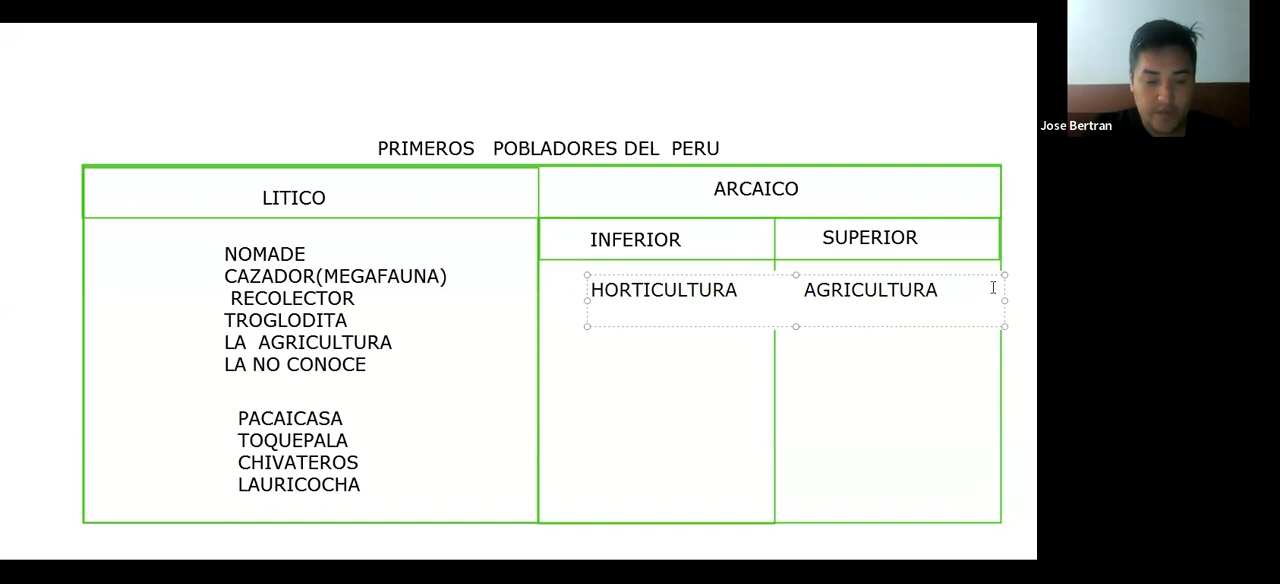 PRIMEROS POBLADORES DEL PERU
LITICO
ARCAICO
INFERIOR
SUPERIOR
NOMADE
CAZADOR(MEGAFAUNA)
RECOLECTOR
TROGLODITA
LA AGRICULTURA
LA NO CONOCE
PACAICASA
TOQUEPALA
CHIVATEROS
LAURICOCHA
HORTICULTURA
AGRICULTURA
Jose Bertran